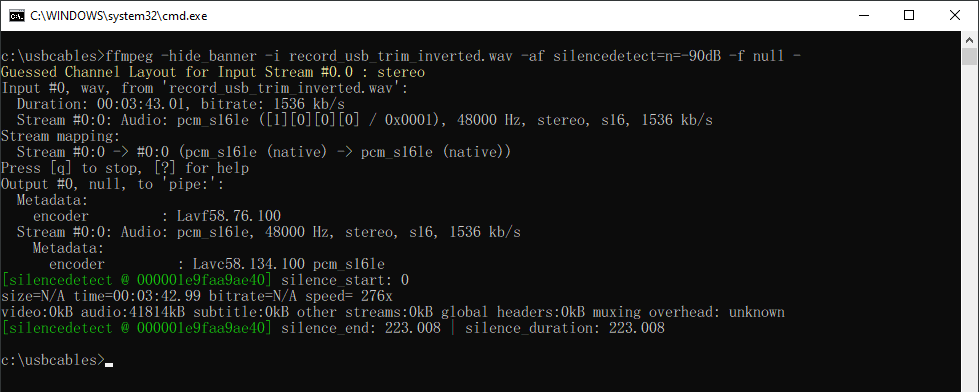 C:\WINDOWS\system32\cmd.exe
c:\usbcables>ffmpeg -hide_banner -i record_usb_trim_inverted.wav -af silencedetect=n=-90dB -f null -
Guessed Channel Layout for Input Stream #0.0 : stereo
Input #0, wav, from 'record_usb_trim_inverted.wav':
  Duration: 00:03:43.01, bitrate: 1536 kb/s
  Stream #0:0: Audio: pcm_s16le ([1][0][0][0] / 0x0001), 48000 Hz, stereo, s16, 1536 kb/s
Stream mapping:
  Stream #0:0 -> #0:0 (pcm_s16le (native) -> pcm_s16le (native))
Press [q] to stop, [?] for help
Output #0, null, to 'pipe:':
  Metadata:
    encoder         : Lavf58.76.100
  Stream #0:0: Audio: pcm_s16le, 48000 Hz, stereo, s16, 1536 kb/s
    Metadata:
      encoder         : Lavc58.134.100 pcm_s16le
[silencedetect @ 000001e9faa9ae40] silence_start: 0
size=N/A time=00:03:42.99 bitrate=N/A speed= 276x
video:0kB audio:41814kB subtitle:0kB other streams:0kB global headers:0kB muxing overhead: unknown
[silencedetect @ 000001e9faa9ae40] silence_end: 223.008 | silence_duration: 223.008
c:\usbcables>